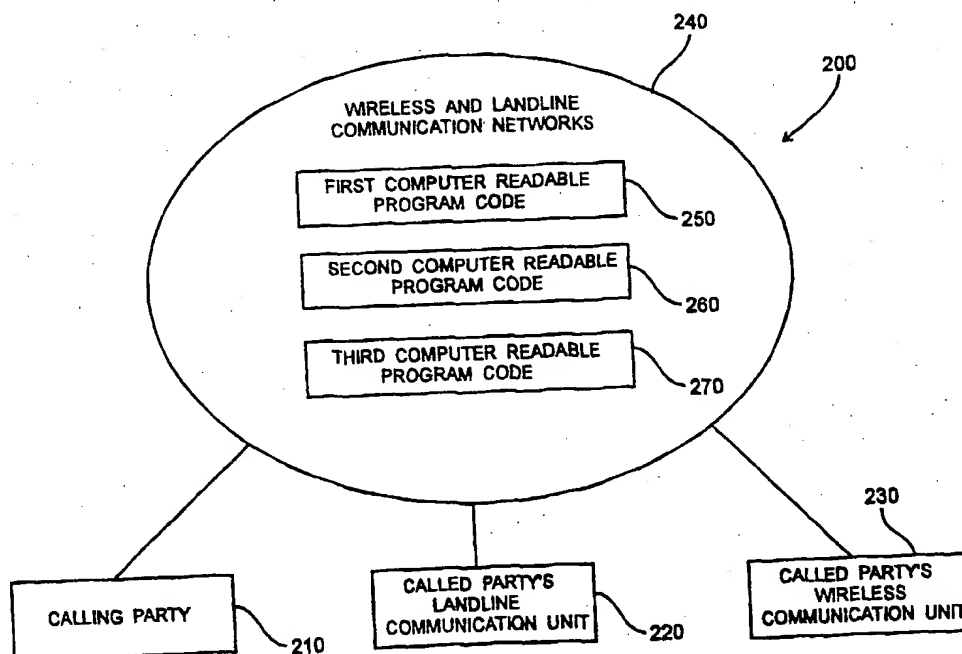 240
200
WIRELESS AND LANDLINE
COMMUNICATION NETWORKS
FIRST COMPUTER READABLE
PROGRAM CODE
250
SECOND COMPUTER READABLE
PROGRAM CODE
260
THIRD COMPUTER READABLE
PROGRAM CODE
270
230
CALLING PARTY
210
CALLED PARTY'S
LANDLINE
COMMUNICATION UNIT
220
CALLED PARTY'S
WIRELESS
COMMUNICATION UNIT